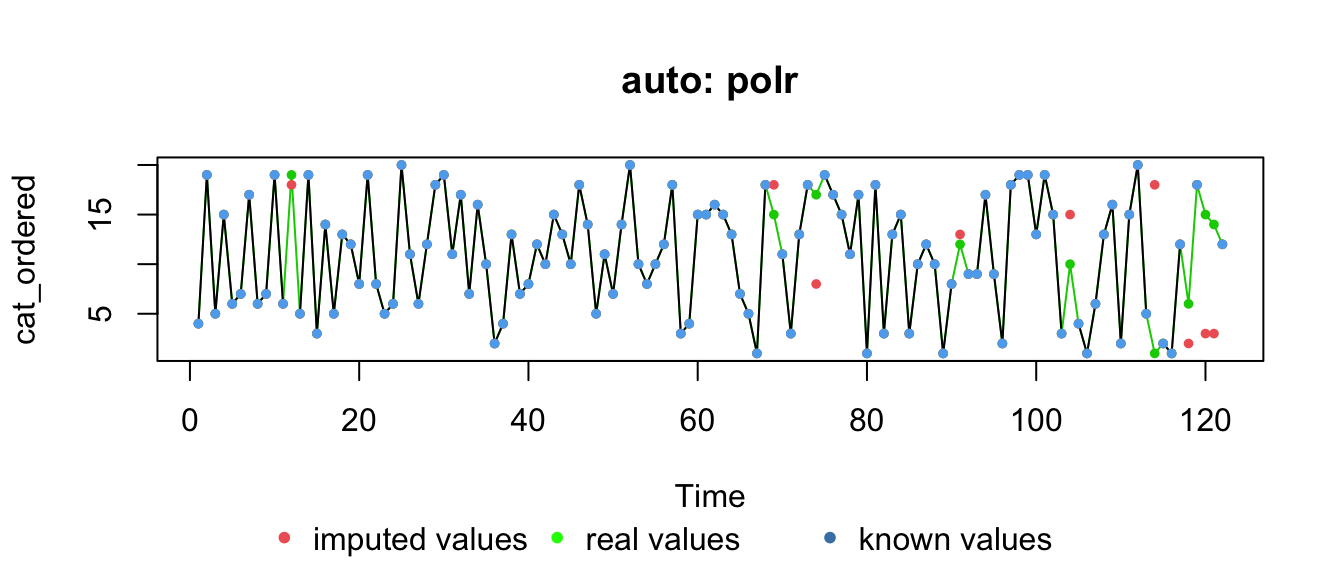 auto: polr
cat_ordered
15
5
0 20 40 60 80 100 120
Time
imputed values real values known values